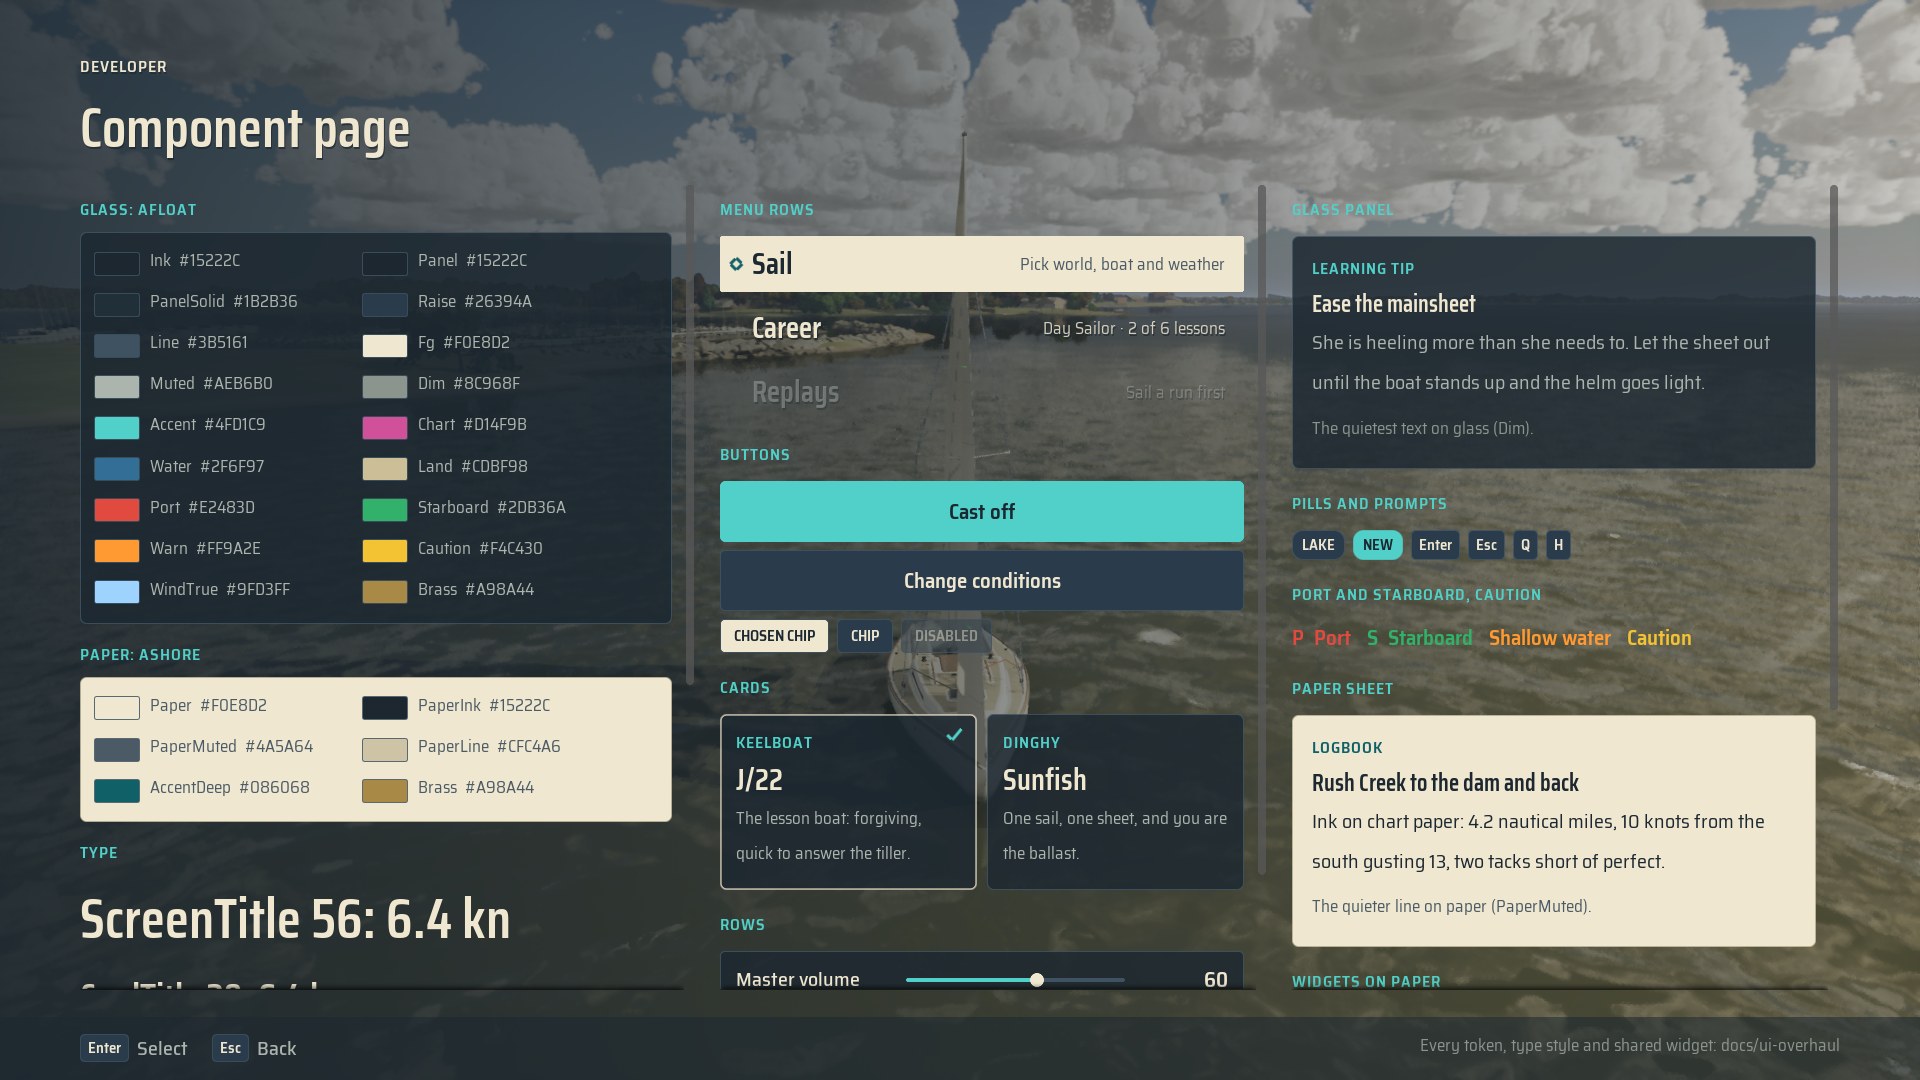 DEVELOPER
Component page
GLASS: AFLOAT
Ink #15222C
Panel #15222C
PanelSolid #1B2B36
Raise #26394A
Line #3B5161
Fg #F0E8D2
Muted #AEB6B0
Dim #8C968F
Accent #4FD1C9
Chart #D14F9B
Water #2F6F97
Land #CDBF98
Port #E2483D
Starboard #2DB36A
Warn #FF9A2E
Caution #F4C430
WindTrue #9FD3FF
Brass #A98A44
PAPER: ASHORE
Paper #F0E8D2
PaperInk #15222C
PaperMuted #4A5A64
PaperLine #CFC4A6
AccentDeep #086068
Brass #A98A44
TYPE
ScreenTitle 56: 6.4 kn
MENU ROWS
Sail
Pick world, boat and weather
Career
Day Sailor · 2 of 6 lessons
Replays
Sail a run first
BUTTONS
Cast off
Change conditions
CHOSEN CHIP
CHIP
DISABLED
CARDS
KEELBOAT
J/22
The lesson boat: forgiving,
quick to answer the tiller.
DINGHY
Sunfish
One sail, one sheet, and you are
the ballast.
ROWS
Master volume
60
GLASS PANEL
LEARNING TIP
Ease the mainsheet
She is heeling more than she needs to. Let the sheet out
until the boat stands up and the helm goes light.
The quietest text on glass (Dim).
PILLS AND PROMPTS
LAKE
NEW
Enter
Esc
Q
H
PORT AND STARBOARD, CAUTION
P Port S Starboard Shallow water Caution
PAPER SHEET
LOGBOOK
Rush Creek to the dam and back
Ink on chart paper: 4.2 nautical miles, 10 knots from the
south gusting 13, two tacks short of perfect.
The quieter line on paper (PaperMuted).
WIDGETS ON PAPER
Enter Select Esc Back
Every token, type style and shared widget: docs/ui-overhaul